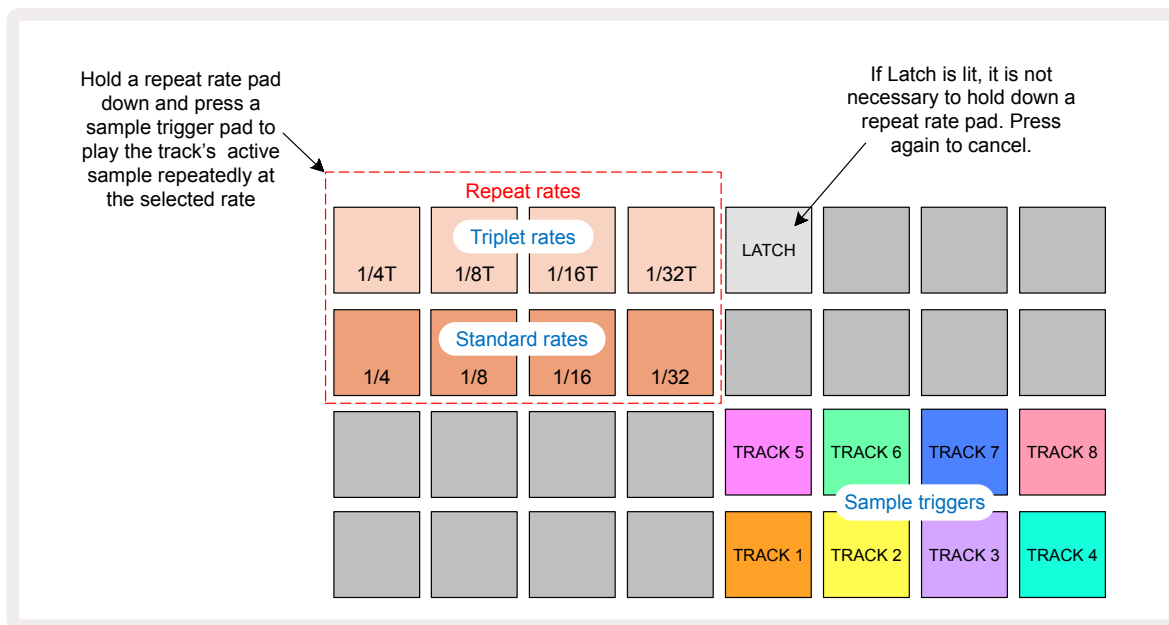 Hold a repeat rate pad
down and press a
sample trigger pad to
play the track's active
sample repeatedly at
the selected rate
If Latch is lit, it is not
necessary to hold down a
repeat rate pad. Press
again to cancel.
Repeat rates
Triplet rates
1/4T 1/8T 1/16T 1/32T
LATCH
Standard rates
1/4 1/8 1/16 1/32
TRACK 5 TRACK 6 TRACK 7 TRACK 8
Sample triggers
TRACK 1 TRACK 2 TRACK 3 TRACK 4